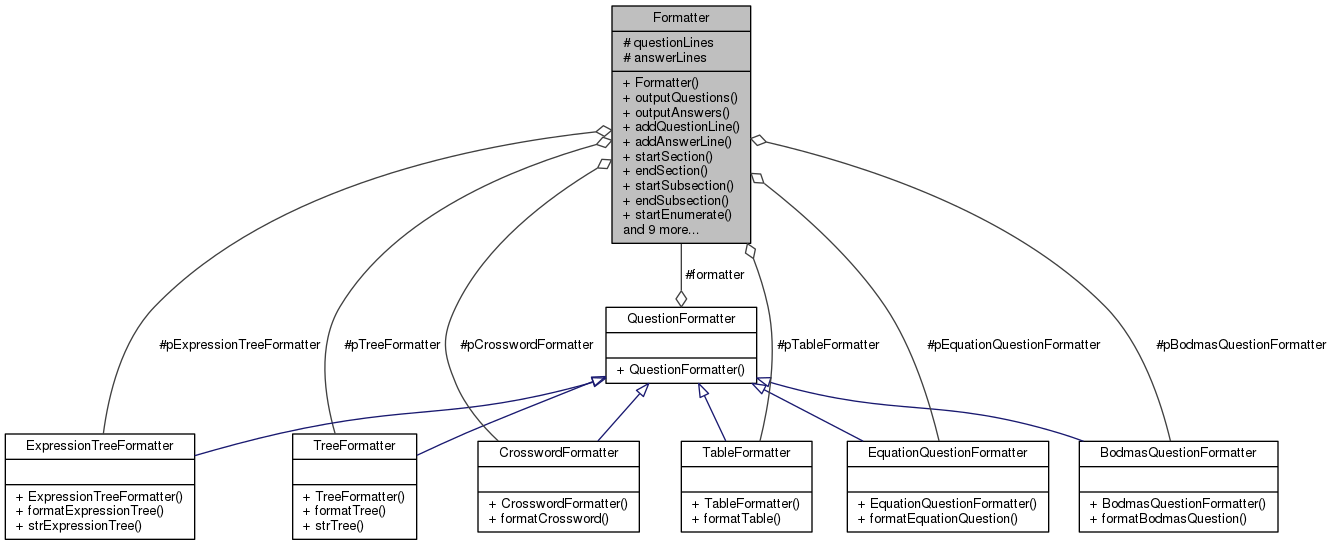 Formatter
# questionLines
# answerLines
+ Formatter()
+ outputQuestions()
+ outputAnswers()
+ addQuestionLine()
+ addAnswerLine()
+ startSection()
+ endSection()
+ startSubsection()
+ endSubsection()
+ startEnumerate()
and 9 more...
#formatter
QuestionFormatter
+ QuestionFormatter()
#pExpressionTreeFormatter
#pTreeFormatter
#pCrosswordFormatter
#pTableFormatter
#pEquationQuestionFormatter
#pBodmasQuestionFormatter
ExpressionTreeFormatter
+ ExpressionTreeFormatter()
+ formatExpressionTree()
+ strExpressionTree()
TreeFormatter
+ TreeFormatter()
+ formatTree()
+ strTree()
CrosswordFormatter
+ CrosswordFormatter()
+ formatCrossword()
TableFormatter
+ TableFormatter()
+ formatTable()
EquationQuestionFormatter
+ EquationQuestionFormatter()
+ formatEquationQuestion()
BodmasQuestionFormatter
+ BodmasQuestionFormatter()
+ formatBodmasQuestion()